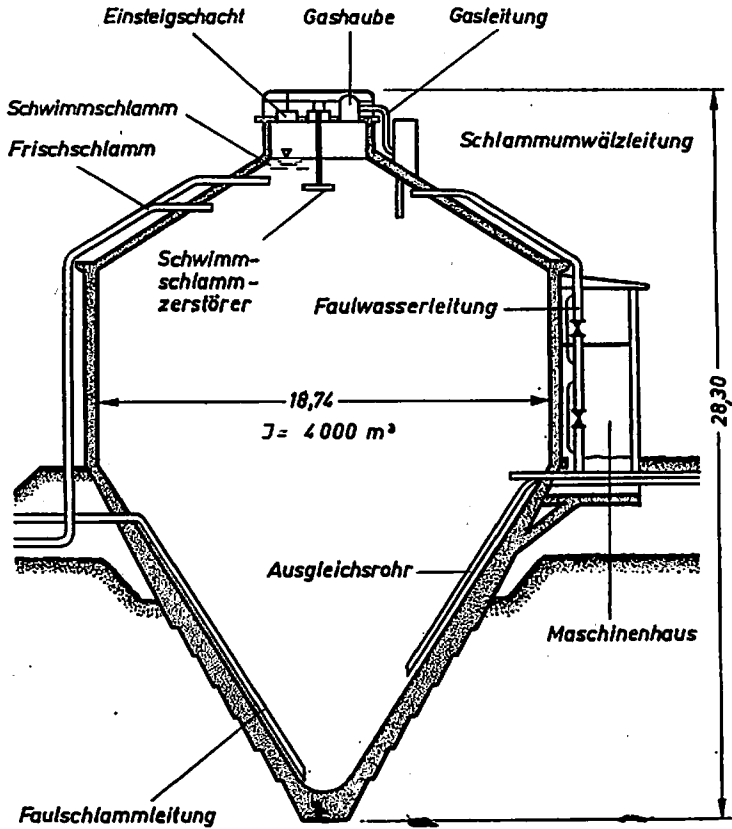 Einsteigschacht
Gashaube
Gasleitung
Schwimmschlamm
Frischschlamm
Schlammumwälzleitung
Schwimm-
schlamm-
zerstörer
Faulwasserleitung
18,74
J = 4000 m³
28,30
Ausgleichsrohr
Maschinenhaus
Faulschlammleitung